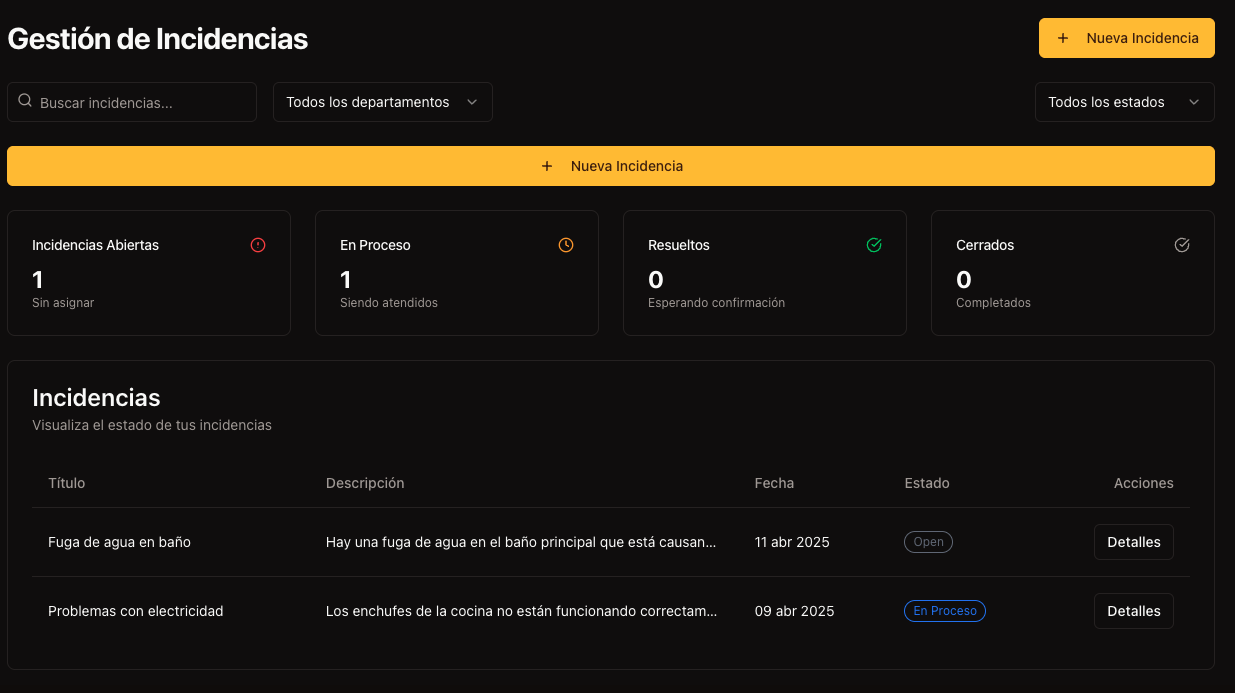 Gestión de Incidencias
Nueva Incidencia
Buscar incidencias...
Todos los departamentos
Todos los estados
Nueva Incidencia
Incidencias Abiertas
1
Sin asignar
En Proceso
1
Siendo atendidos
Resueltos
0
Esperando confirmación
Cerrados
0
Completados
Incidencias
Visualiza el estado de tus incidencias
Título Descripción Fecha Estado Acciones
Fuga de agua en baño Hay una fuga de agua en el baño principal que está causan... 11 abr 2025 Open Detalles
Problemas con electricidad Los enchufes de la cocina no están funcionando correctam... 09 abr 2025 En Proceso Detalles